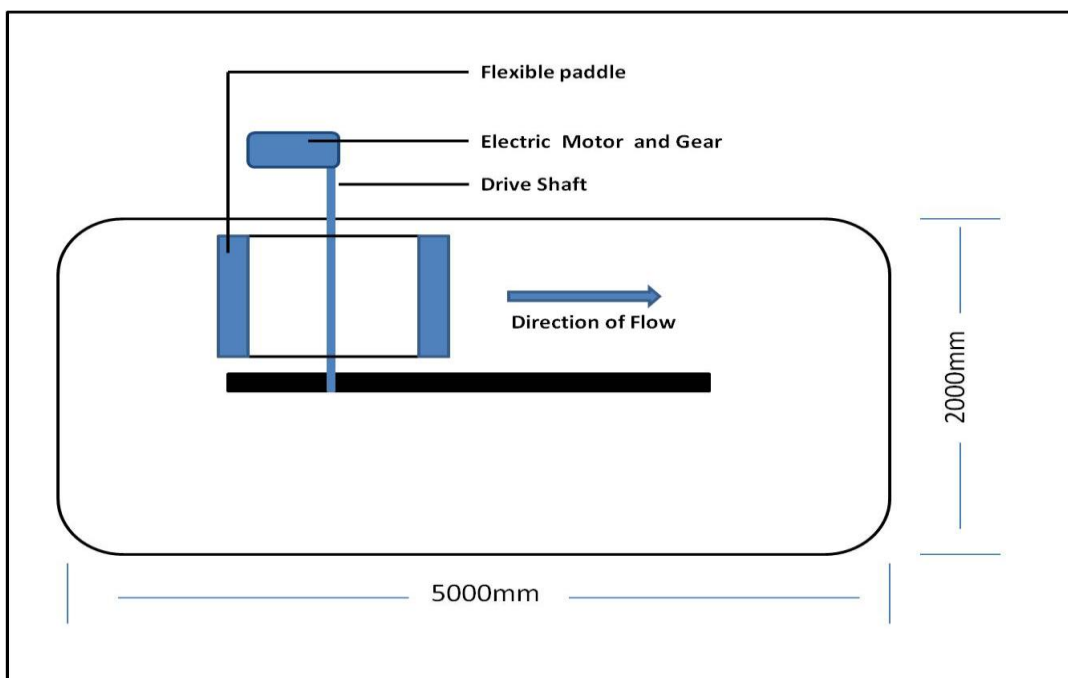 Flexible paddle
Electric Motor and Gear
Drive Shaft
Direction of Flow
2000mm
5000mm